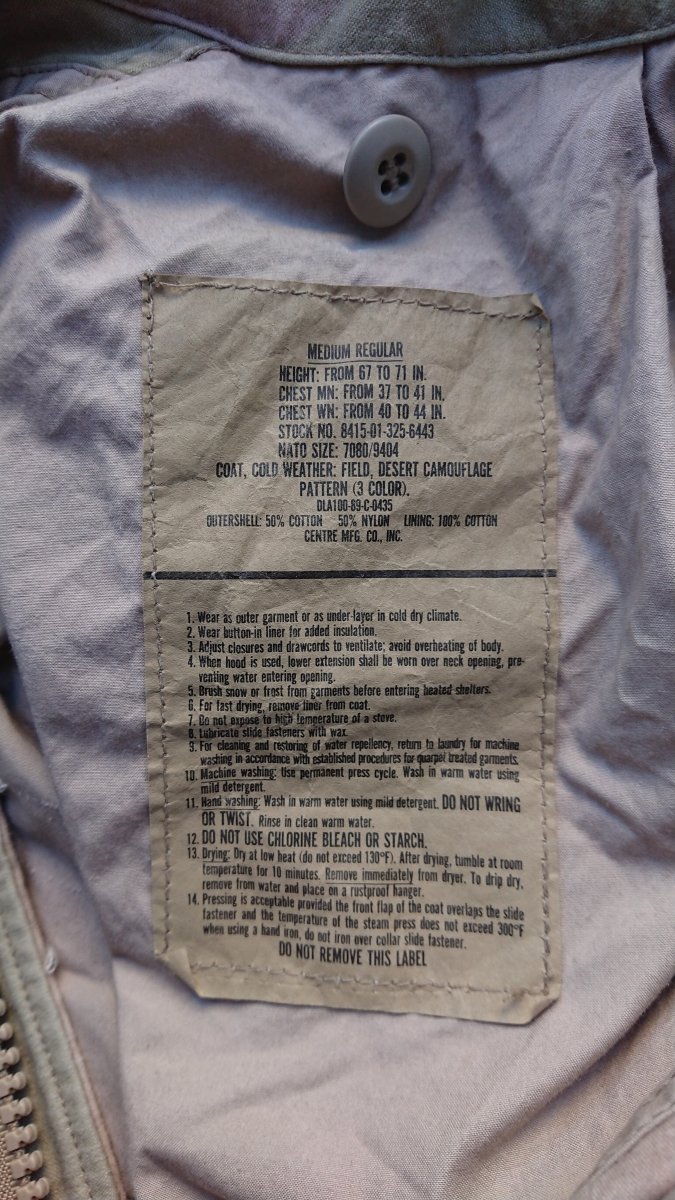 MEDIUM REGULAR
HEIGHT: FROM 67 TO 71 IN.
CHEST MN: FROM 37 TO 41 IN.
CHEST WN: FROM 40 TO 44 IN.
STOCK NO. 8415-01-325-6443
NATO SIZE: 7080/9404
COAT, COLD WEATHER: FIELD, DESERT CAMOUFLAGE
PATTERN (3 COLOR).
DLA100-89-C-0435
OUTERSHELL: 50% COTTON 50% NYLON LINING: 100% COTTON
CENTRE MFG. CO., INC.
1. Wear as outer garment or as under-layer in cold dry climate.
2. Wear button-in liner for added insulation.
3. Adjust closures and drawcords to ventilate; avoid overheating of body.
4. When hood is used, lower extension shall be worn over neck opening, pre-
venting water entering opening.
5. Brush snow or frost from garments before entering heated shelters.
6. For fast drying, remove liner from coat.
7. Do not expose to high temperature of a stove.
8. Lubricate slide fasteners with wax.
9. For cleaning and restoring of water repellency, return to laundry for machine
washing in accordance with established procedures for quarpel treated garments.
10. Machine washing: Use permanent press cycle. Wash in warm water using
mild detergent.
11. Hand washing: Wash in warm water using mild detergent. DO NOT WRING
OR TWIST. Rinse in clean warm water.
12. DO NOT USE CHLORINE BLEACH OR STARCH.
13. Drying: Dry at low heat (do not exceed 130°F). After drying, tumble at room
temperature for 10 minutes. Remove immediately from dryer. To drip dry,
remove from water and place on a rustproof hanger.
14. Pressing is acceptable provided the front flap of the coat overlaps the slide
fastener and the temperature of the steam press does not exceed 300°F
when using a hand iron, do not iron over collar slide fastener.
DO NOT REMOVE THIS LABEL